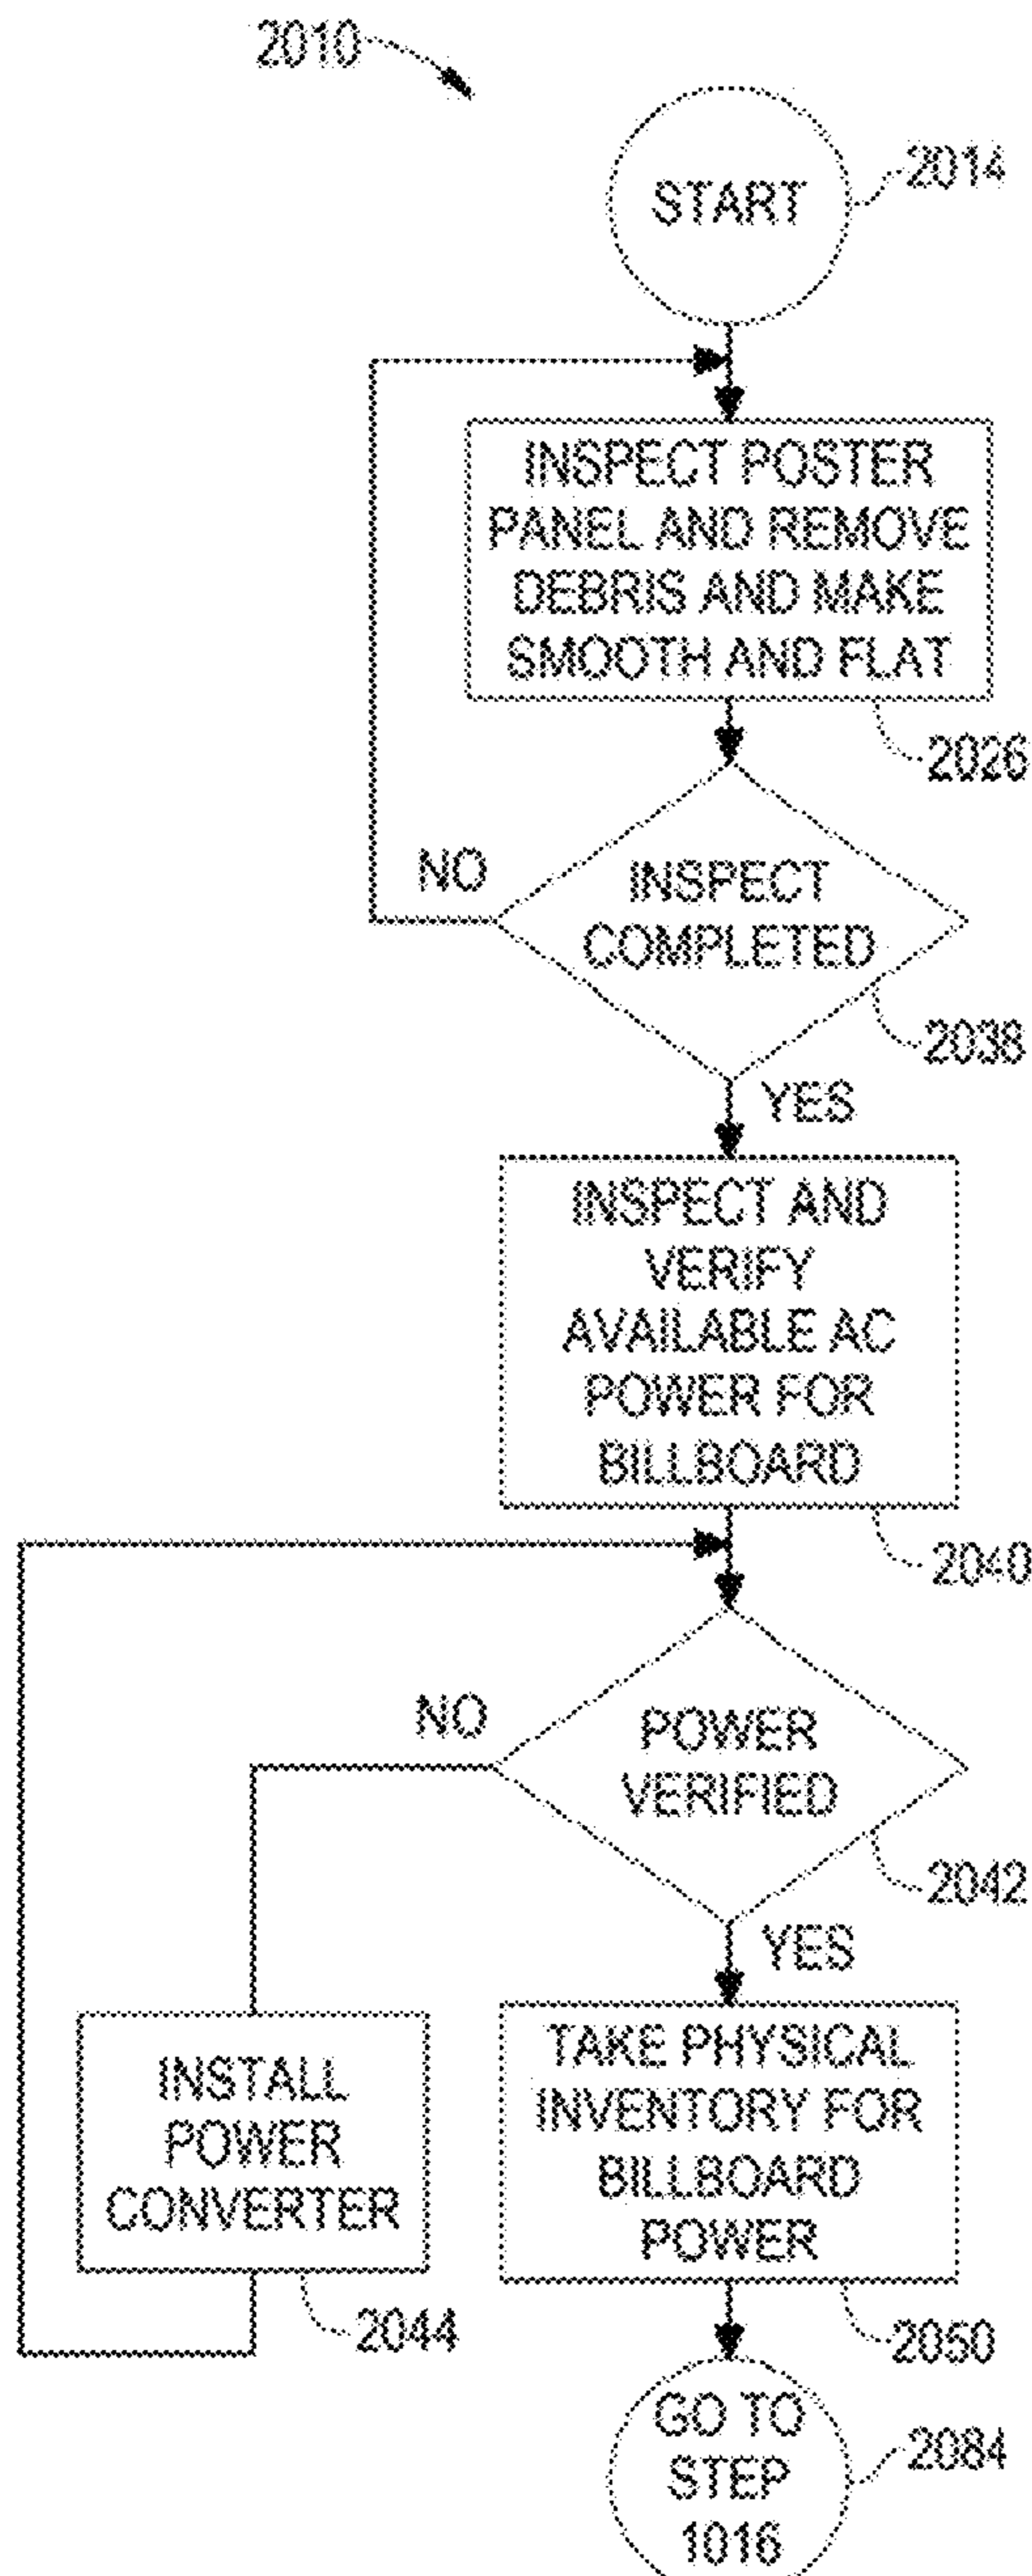 2010
START
2014
INSPECT POSTER
PANEL AND REMOVE
DEBRIS AND MAKE
SMOOTH AND FLAT
2026
NO
INSPECT
COMPLETED
2038
YES
INSPECT AND
VERIFY
AVAILABLE AC
POWER FOR
BILLBOARD
2040
NO
POWER
VERIFIED
2042
YES
INSTALL
POWER
CONVERTER
2044
TAKE PHYSICAL
INVENTORY FOR
BILLBOARD
POWER
2050
GO TO
STEP
1016
2084